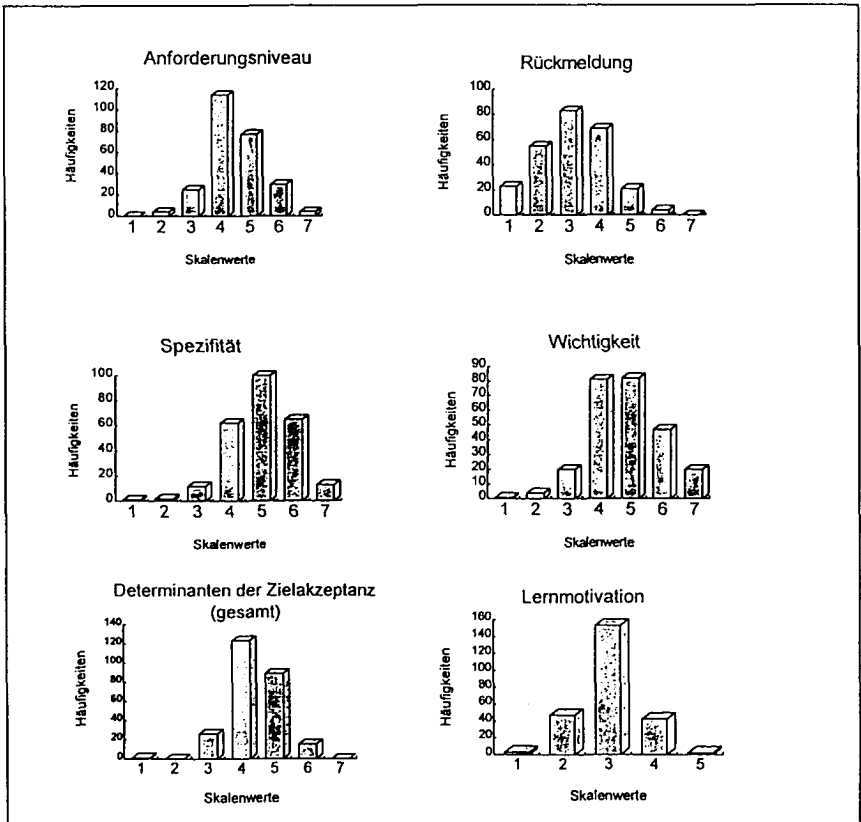 Anforderungsniveau
Häufigkeiten
120
100
80
60
40
20
0
1 2 3 4 5 6 7
Skalenwerte
Rückmeldung
Häufigkeiten
100
80
60
40
20
0
1 2 3 4 5 6 7
Skalenwerte
Spezifität
Häufigkeiten
100
80
60
40
20
0
1 2 3 4 5 6 7
Skalenwerte
Wichtigkeit
Häufigkeiten
90
80
70
60
50
40
30
20
10
0
1 2 3 4 5 6 7
Skalenwerte
Determinanten der Zielakzeptanz
(gesamt)
Häufigkeiten
140
120
100
80
60
40
20
0
1 2 3 4 5 6 7
Skalenwerte
Lernmotivation
Häufigkeiten
160
140
120
100
80
60
40
20
0
1 2 3 4 5
Skalenwerte